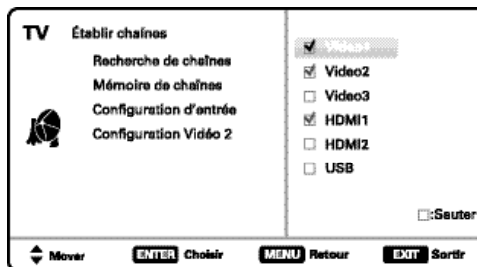 TV
Établir chaînes
Recherche de chaînes
Mémoire de chaînes
Configuration d'entrée
Configuration Vidéo 2
Video1
Video2
Video3
HDMI1
HDMI2
USB
:Sauter
Mover ENTER Choisir MENU Retour EXIT Sortir